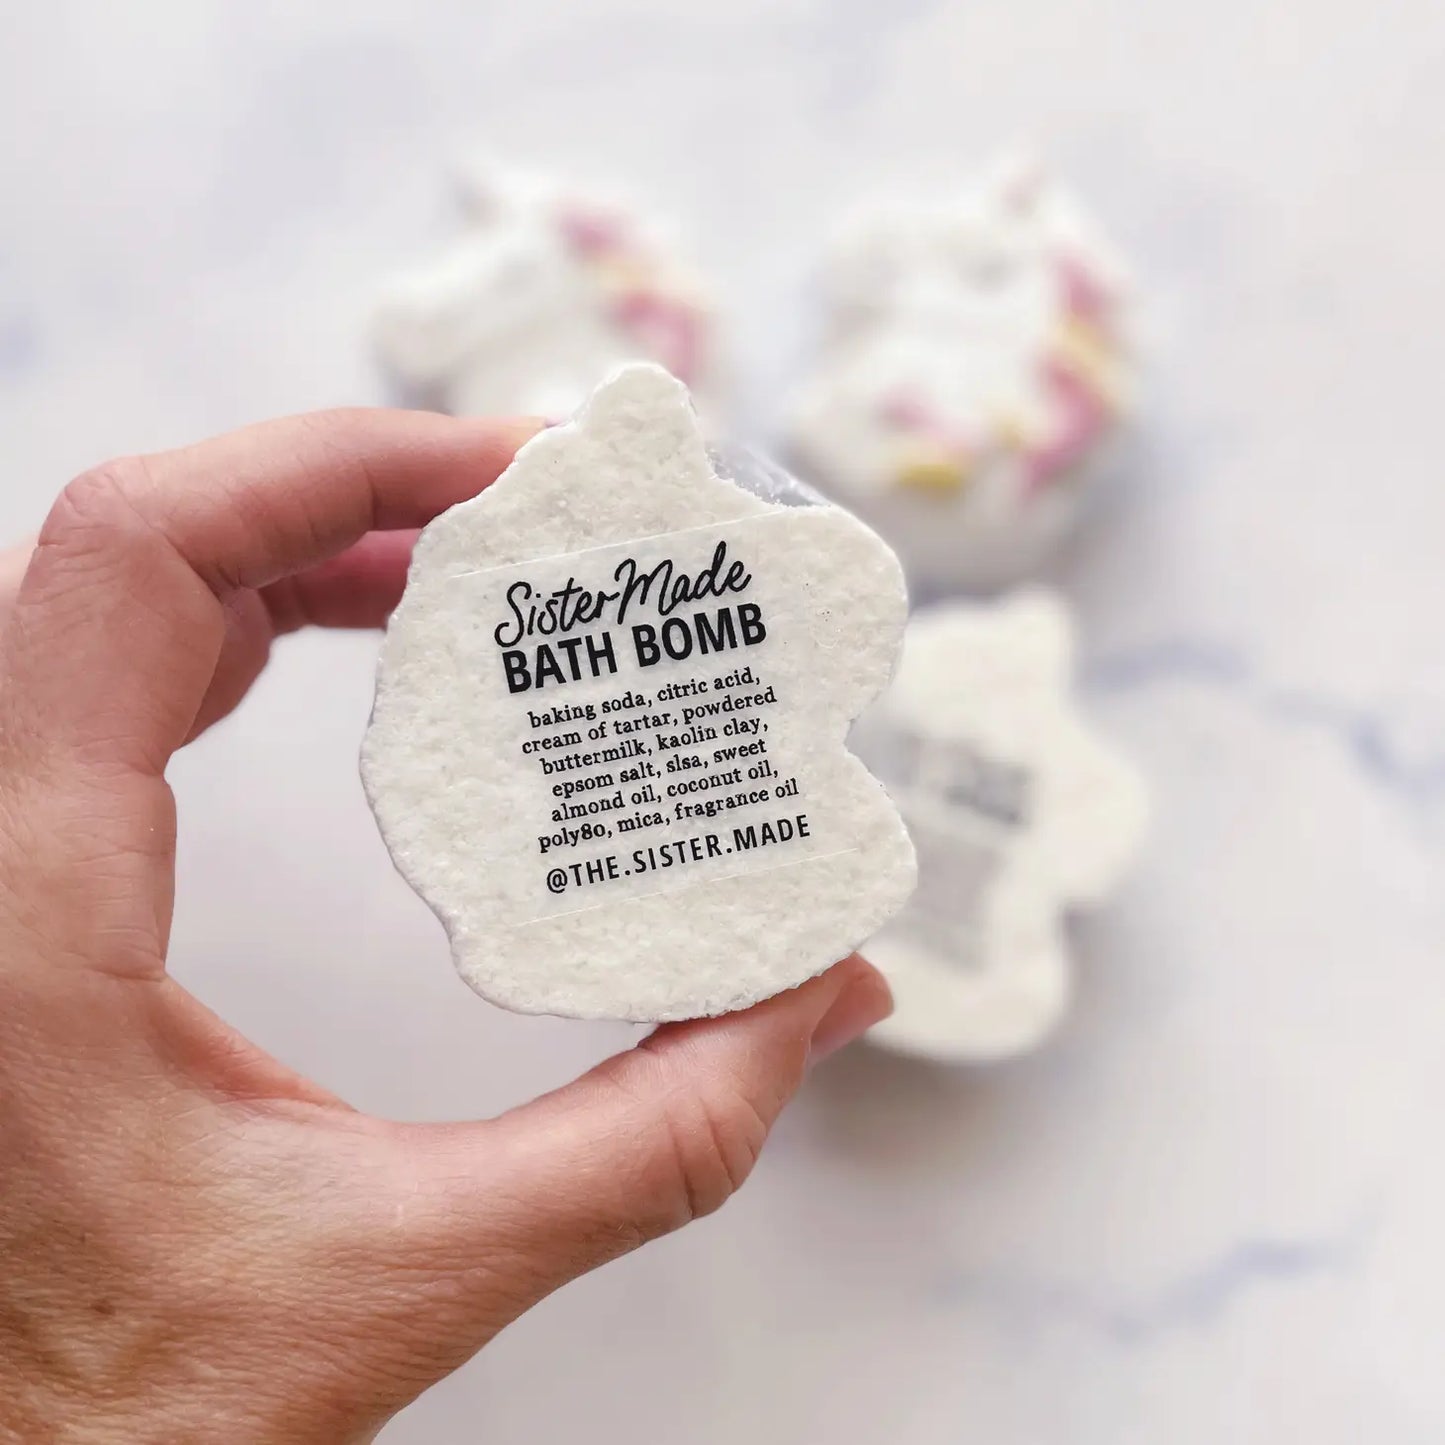 SisterMade
BATH BOMB
baking soda, citric acid,
cream of tartar, powdered
buttermilk, kaolin clay,
epsom salt, slsa, sweet
almond oil, coconut oil,
poly80, mica, fragrance oil
@THE.SISTER.MADE